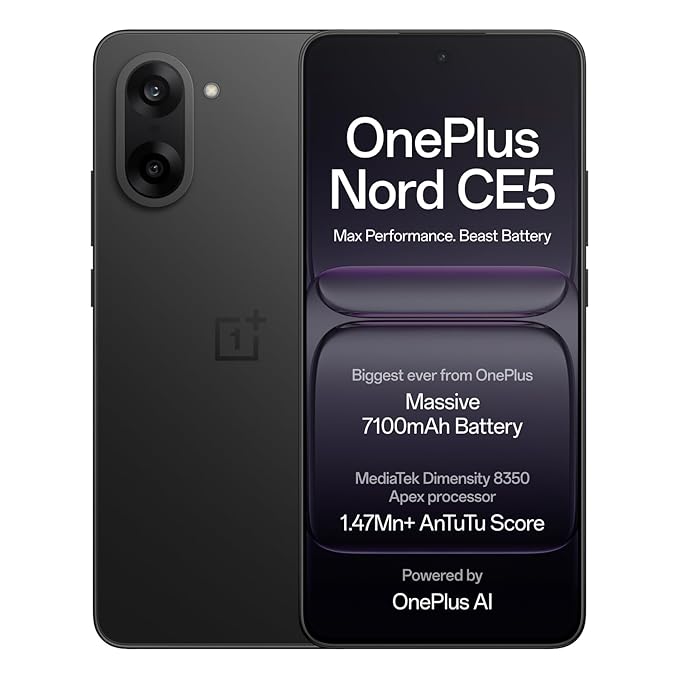 OnePlus
Nord CE5
Max Performance. Beast Battery
Biggest ever from OnePlus
Massive
7100mAh Battery
MediaTek Dimensity 8350
Apex processor
1.47Mn+ AnTuTu Score
Powered by
OnePlus AI
1+